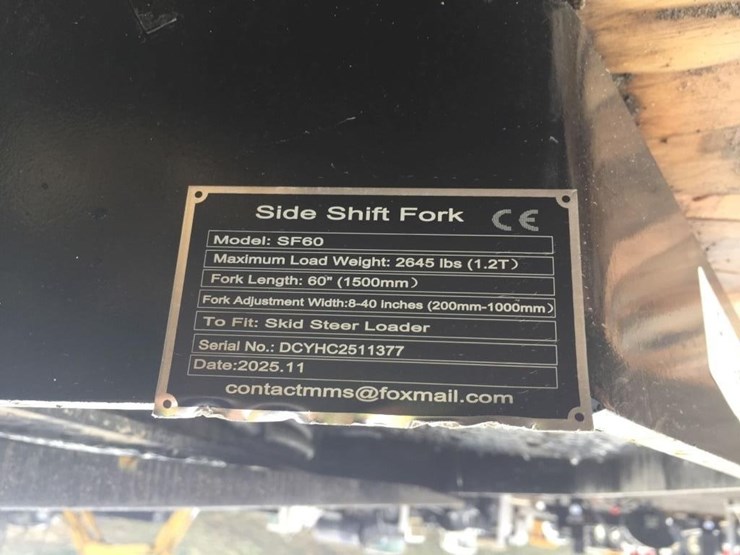 Side Shift Fork CE
Model: SF60
Maximum Load Weight: 2645 lbs (1.2T)
Fork Length: 60" (1500mm)
Fork Adjustment Width:8-40 inches (200mm-1000mm)
To Fit: Skid Steer Loader
Serial No.: DCYHC2511377
Date:2025.11
contactmms@foxmail.com